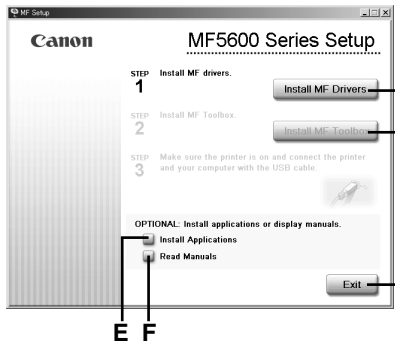 MF Setup
Canon
MF5600 Series Setup
STEP 1 Install MF drivers.
Install MF Drivers
STEP 2 Install MF Toolbox.
Install MF Toolbox
STEP 3 Make sure the printer is on and connect the printer
and your computer with the USB cable.
OPTIONAL: Install applications or display manuals.
Install Applications
Read Manuals
Exit
E F